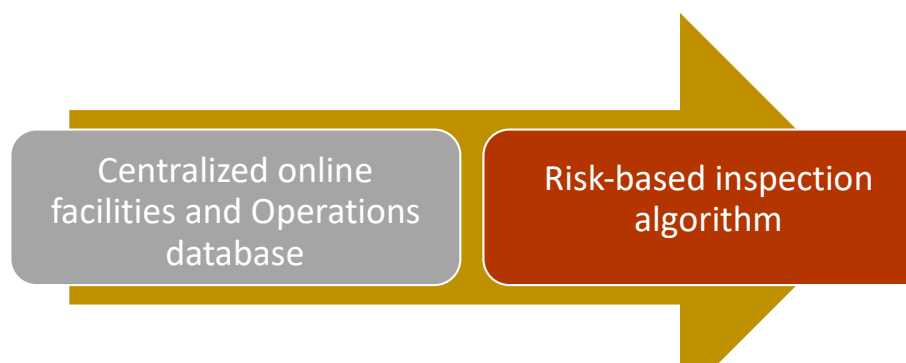 Centralized online
facilities and Operations
database
Risk-based inspection
algorithm